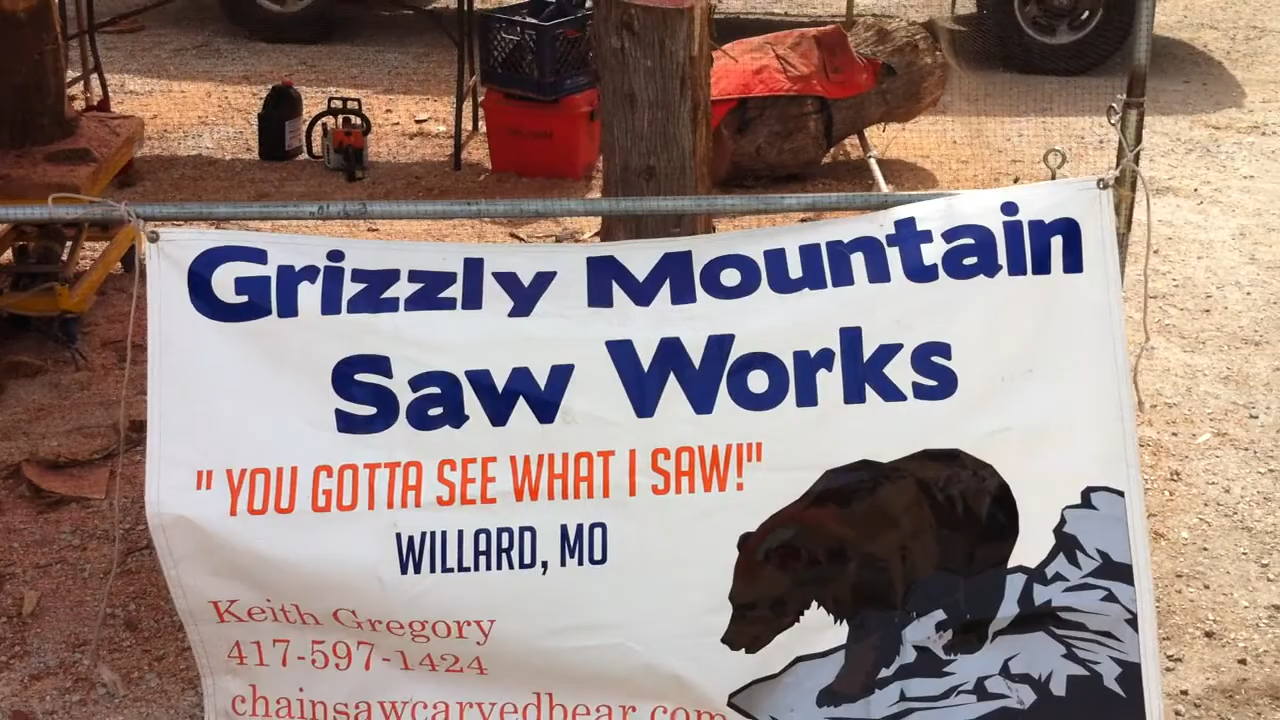 Grizzly Mountain
Saw Works
" YOU GOTTA SEE WHAT I SAW!"
WILLARD, MO
Keith Gregory
417-597-1424
chainsawcarvedbear.com